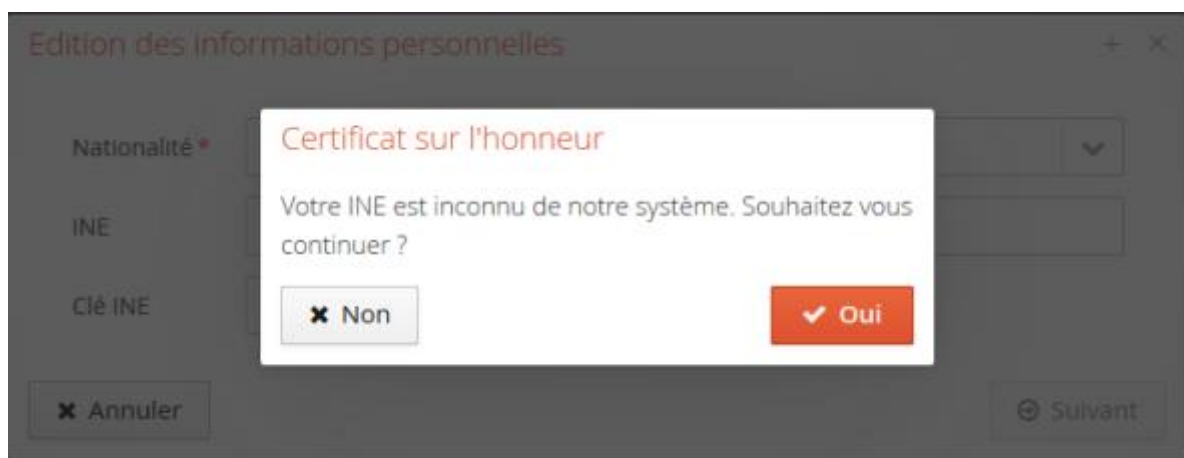 Edition des informations personnelles
Certificat sur l'honneur
Nationalité *
Votre INE est inconnu de notre système. Souhaitez vous
continuer ?
INE
Clé INE
Non
Oui
Annuler
Suivant